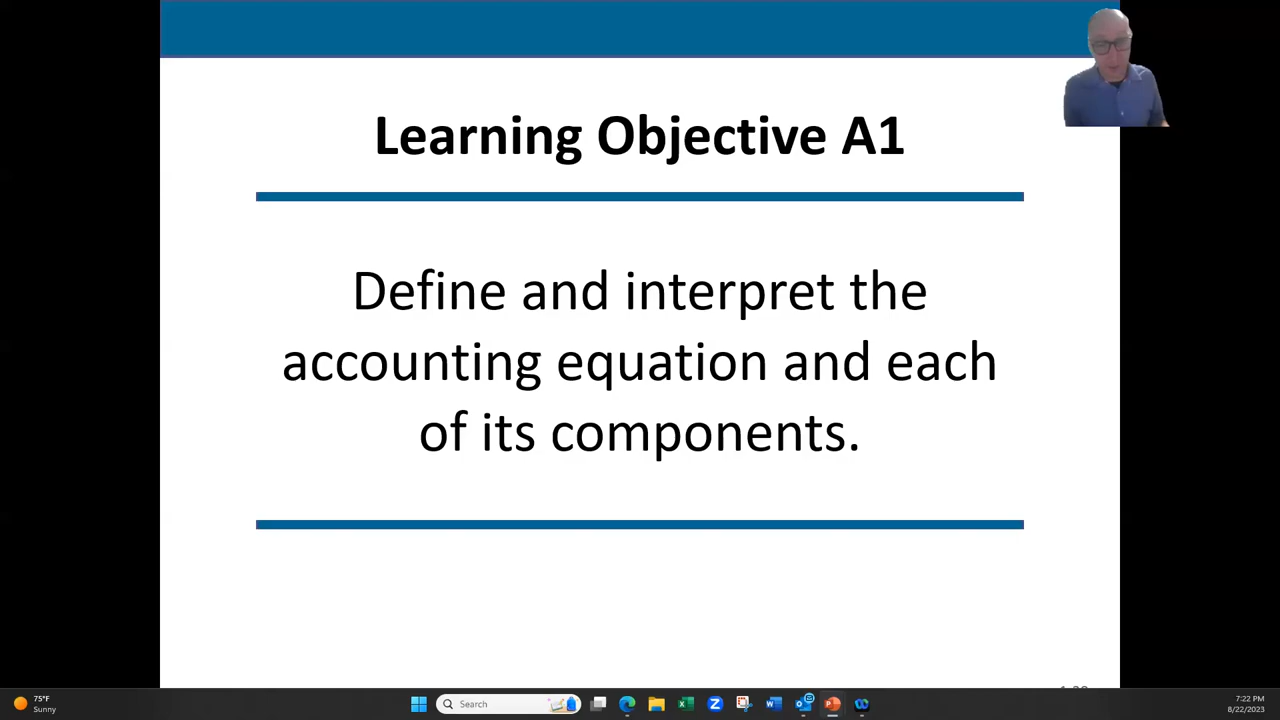 Learning Objective A1
Define and interpret the
accounting equation and each
of its components.
75°F
Sunny
Search
7:22 PM
8/22/2023